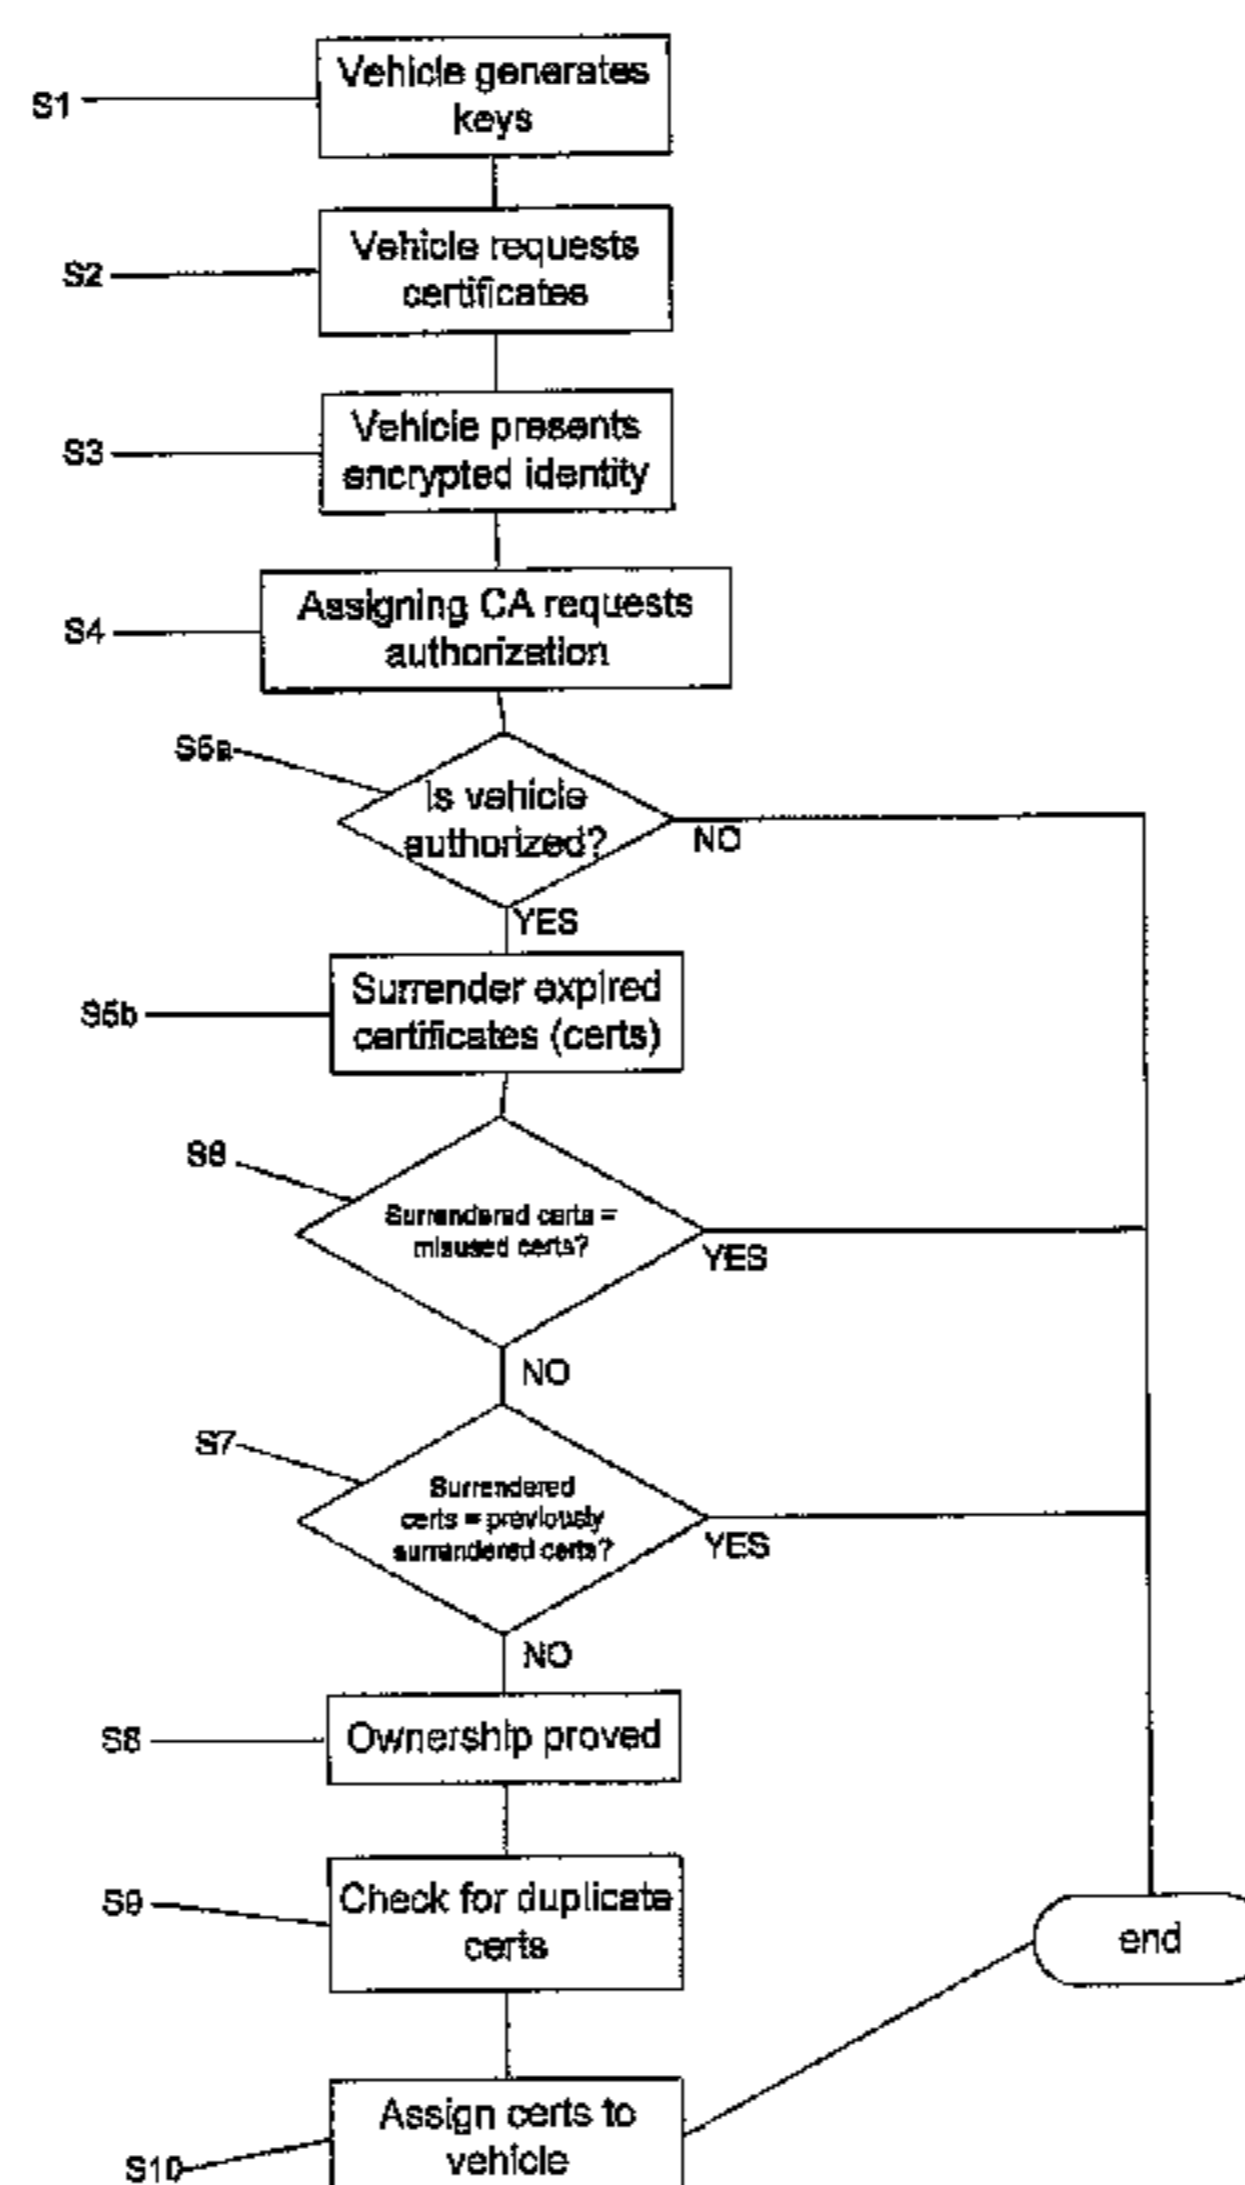 S1
Vehicle generates
keys
S2
Vehicle requests
certificates
S3
Vehicle presents
encrypted identity
S4
Assigning CA requests
authorization
S5a
Is vehicle
authorized?
NO
YES
S5b
Surrender expired
certificates (certs)
S6
Surrendered certs =
misused certs?
YES
NO
S7
Surrendered
certs = previously
surrendered certs?
YES
NO
S8
Ownership proved
S9
Check for duplicate
certs
end
S10
Assign certs to
vehicle